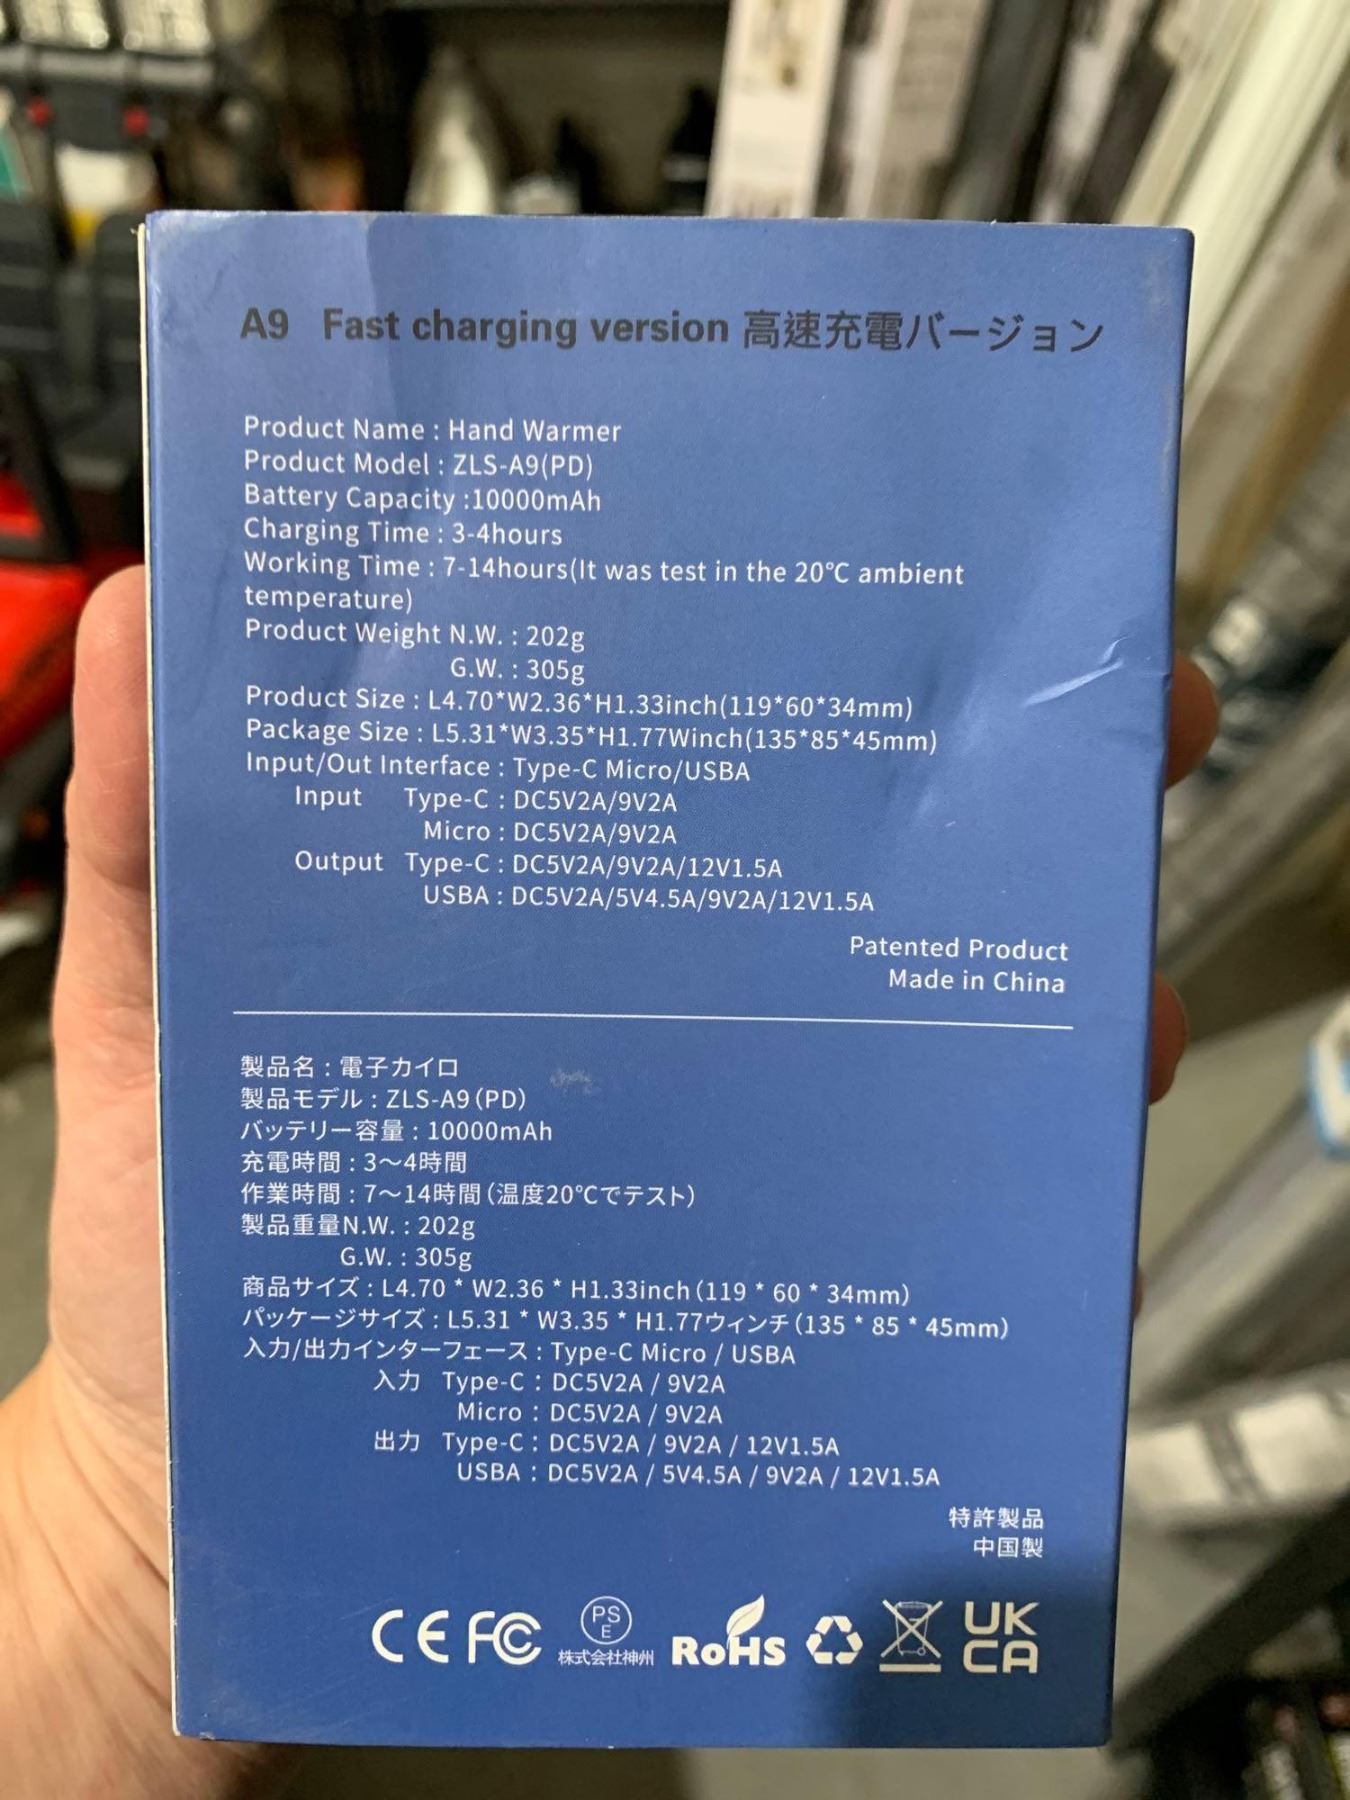 A9 Fast charging version 高速充電バージョン
Product Name : Hand Warmer
Product Model : ZLS-A9(PD)
Battery Capacity :10000mAh
Charging Time : 3-4hours
Working Time : 7-14hours(It was test in the 20℃ ambient
temperature)
Product Weight N.W. : 202g
G.W. : 305g
Product Size : L4.70*W2.36*H1.33inch(119*60*34mm)
Package Size : L5.31*W3.35*H1.77Winch(135*85*45mm)
Input/Out Interface : Type-C Micro/USBA
Input Type-C : DC5V2A/9V2A
Micro : DC5V2A/9V2A
Output Type-C : DC5V2A/9V2A/12V1.5A
USBA : DC5V2A/5V4.5A/9V2A/12V1.5A
Patented Product
Made in China
製品名 : 電子カイロ
製品モデル : ZLS-A9(PD)
バッテリー容量 : 10000mAh
充電時間 : 3～4時間
作業時間 : 7～14時間(温度20℃でテスト)
製品重量N.W. : 202g
G.W. : 305g
商品サイズ : L4.70 * W2.36 * H1.33inch (119 * 60 * 34mm)
パッケージサイズ : L5.31 * W3.35 * H1.77ウィンチ (135 * 85 * 45mm)
入力/出力インターフェース : Type-C Micro / USBA
入力 Type-C : DC5V2A / 9V2A
Micro : DC5V2A / 9V2A
出力 Type-C : DC5V2A / 9V2A / 12V1.5A
USBA : DC5V2A / 5V4.5A / 9V2A / 12V1.5A
特許製品
中国製
CE FC PSE 株式会社神州 RoHS UKCA